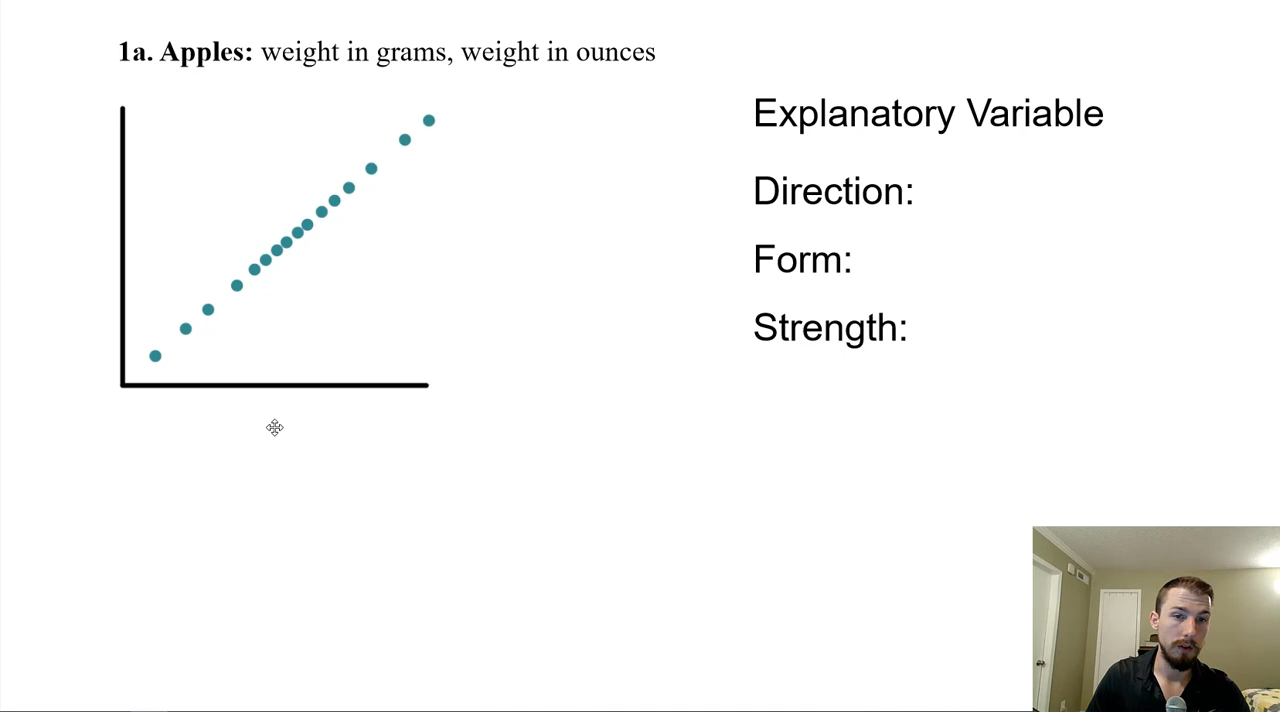 1a. Apples: weight in grams, weight in ounces
Explanatory Variable
Direction:
Form:
Strength: